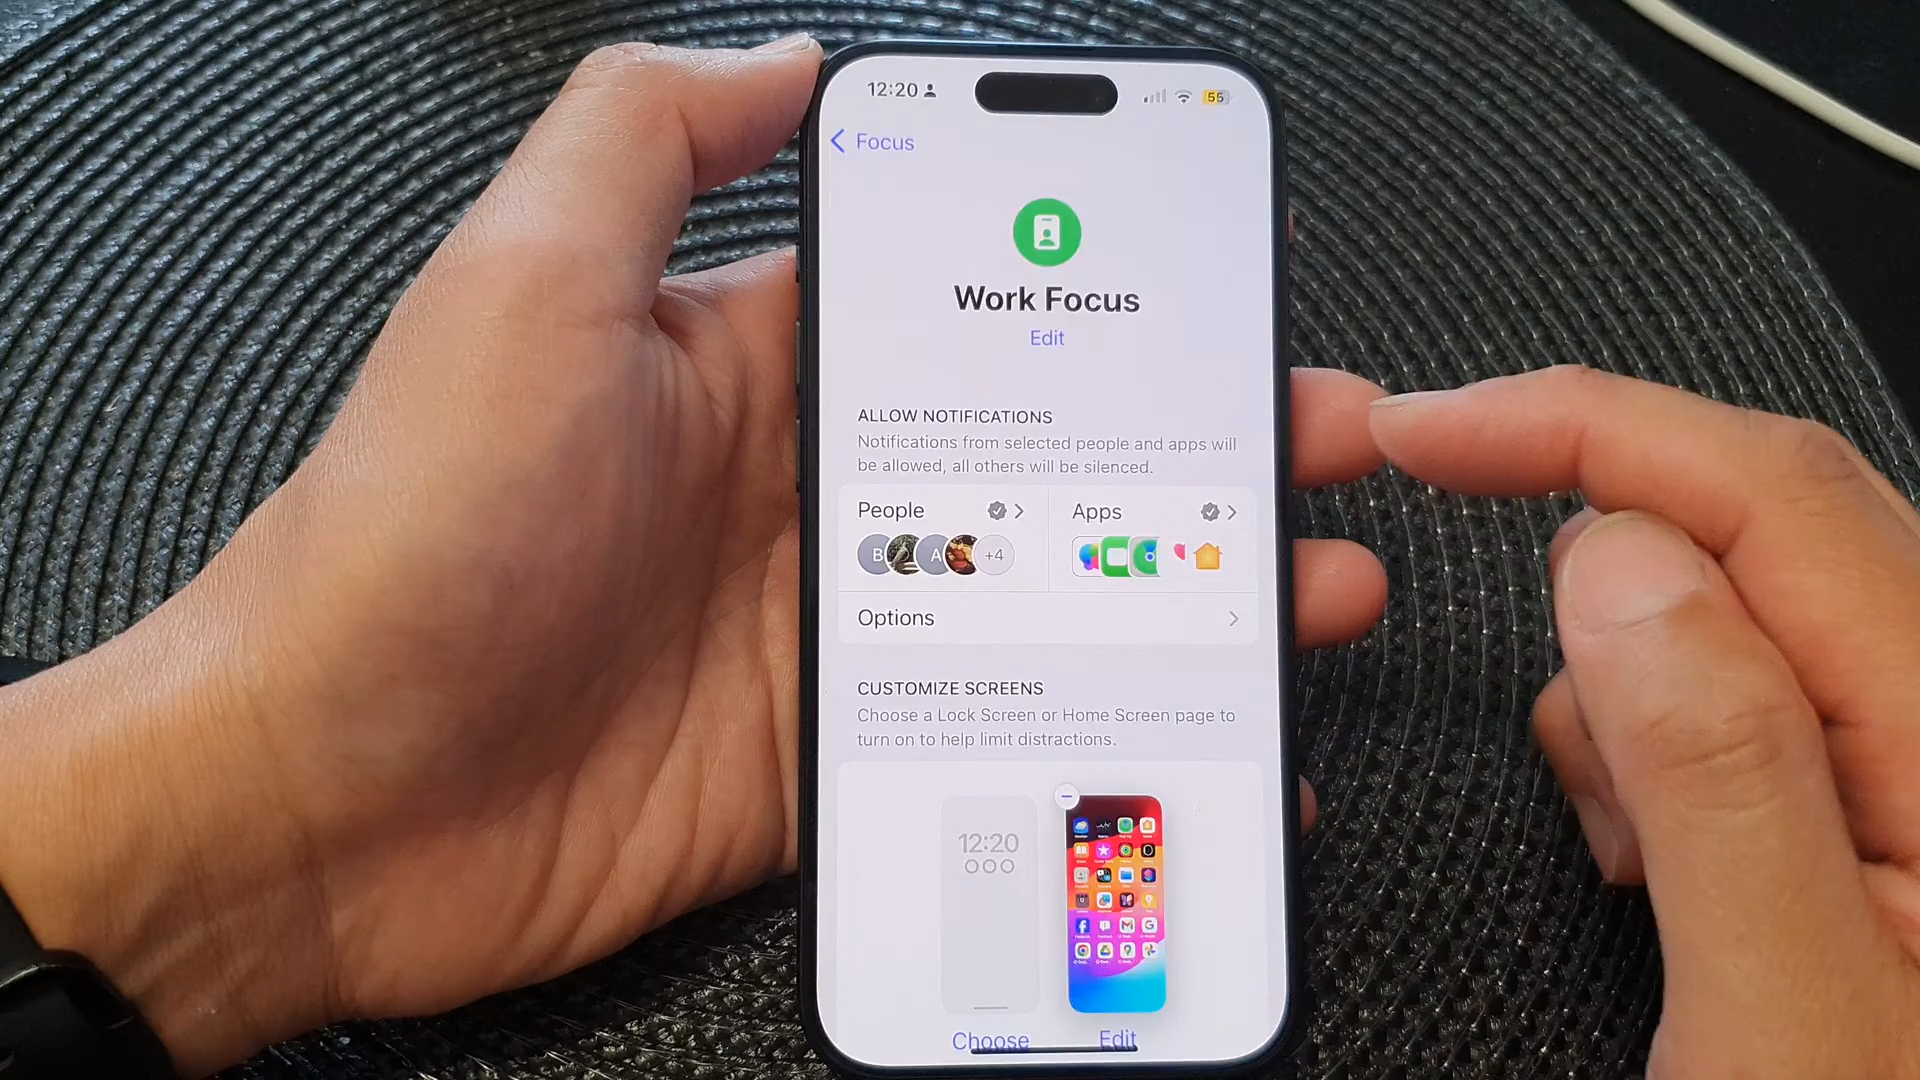 12:20
55
Focus
Work Focus
Edit
ALLOW NOTIFICATIONS
Notifications from selected people and apps will
be allowed, all others will be silenced.
People
Apps
B
A
+4
Options
CUSTOMIZE SCREENS
Choose a Lock Screen or Home Screen page to
turn on to help limit distractions.
12:20
Choose
Edit